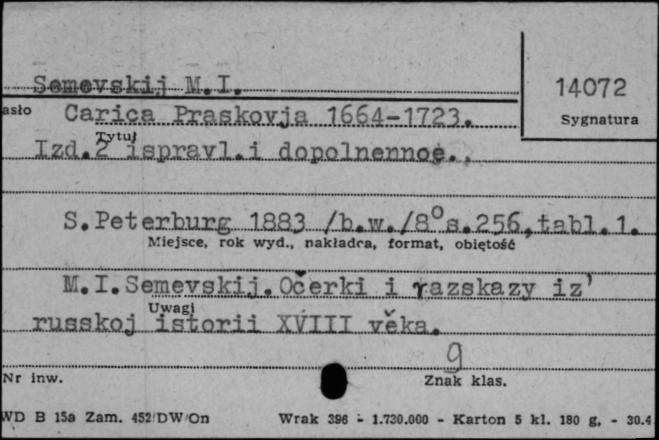 Semevskij M.I.
14072
Sygnatura
asło Carica Praskovja 1664-1723.
Tytuł
Izd.2 ispravl.i dopolnennoe..
S.Peterburg 1883 /b.w./8° s.256,tabl.1.
Miejsce, rok wyd., nakładca, format, obiętość
M.I.Semevskij.Očerki i razskazy iz'
Uwagi
russkoj istorii XVIII věka.
9
Nr inw.
Znak klas.
WD B 15a Zam. 452/DW/On Wrak 396 - 1.730.000 - Karton 5 kl. 180 g. - 30.4